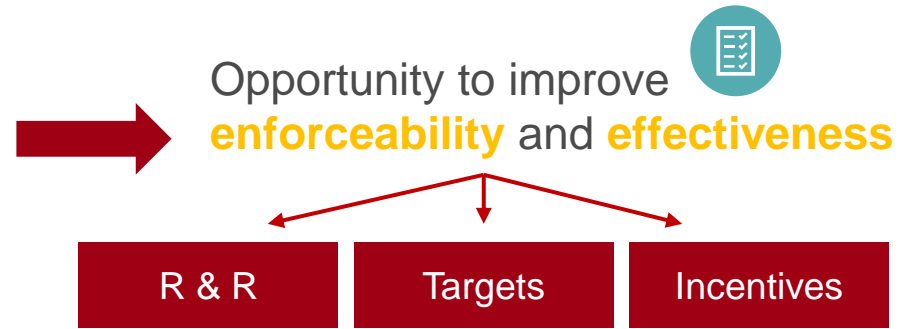 Opportunity to improve
enforceability and effectiveness
R & R
Targets
Incentives